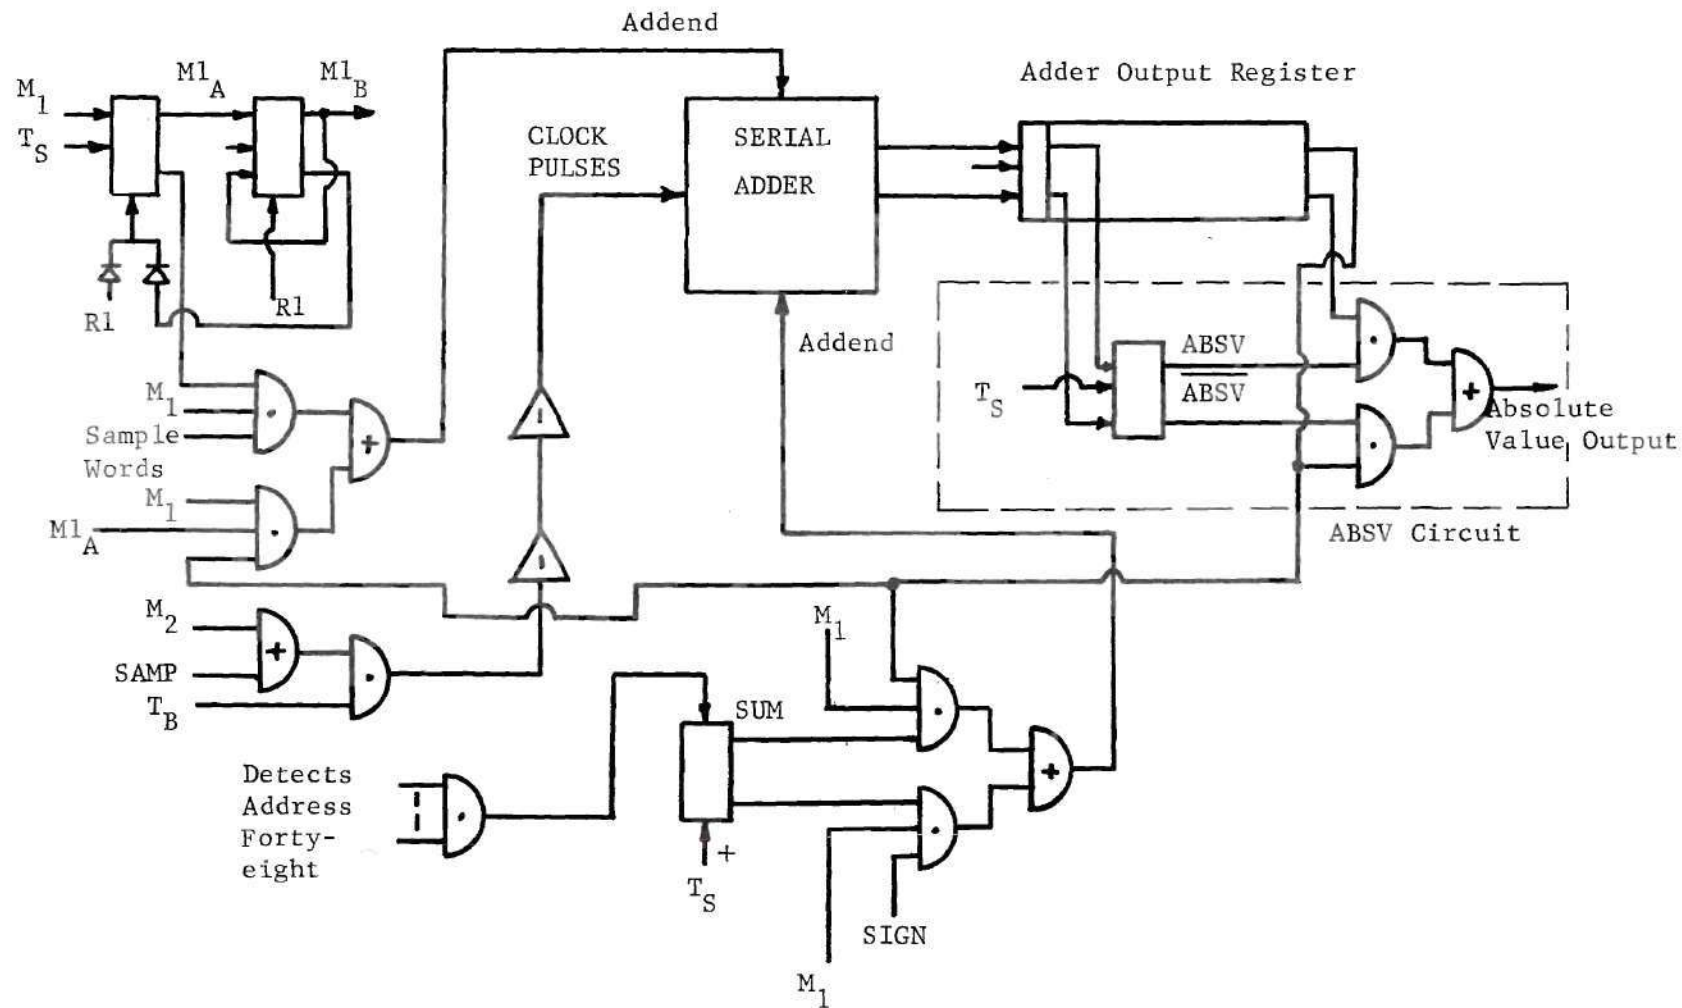 Addend
Adder Output Register
M1
TS
M1A
M1B
CLOCK
PULSES
SERIAL
ADDER
R1
R1
Addend
M1
Sample
Words
M1
M1A
TS
ABSV
ABSV
Absolute
Value Output
ABSV Circuit
M2
SAMP
TB
+
+
+
M1
SUM
Detects
Address
Forty-
eight
+
+
TS
SIGN
M1